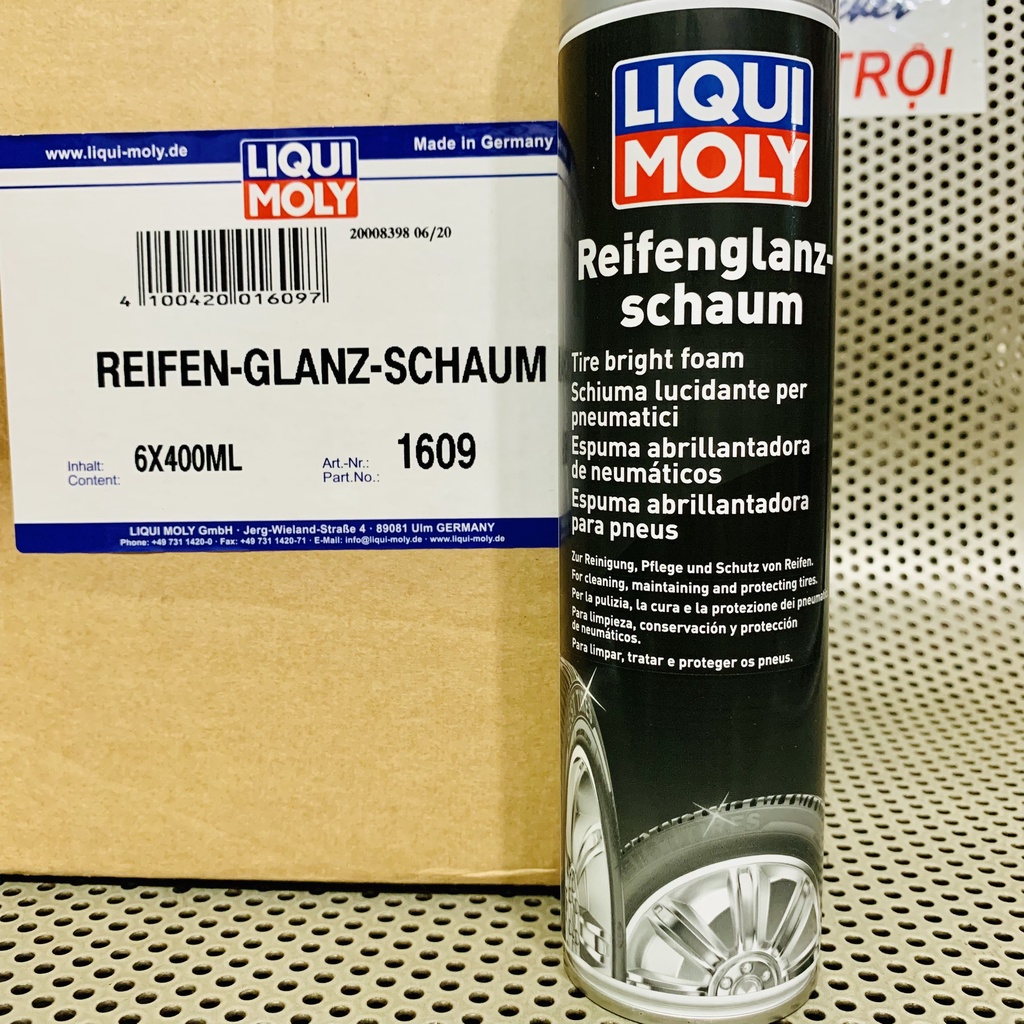 www.liqui-moly.de
LIQUI
MOLY
Made in Germany
20008398 06/20
4 100420 016097
REIFEN-GLANZ-SCHAUM
Inhalt:
Content:
6X400ML
Art.-Nr.:
Part.No.:
1609
LIQUI MOLY GmbH · Jerg-Wieland-Straße 4 · 89081 Ulm GERMANY
Phone: +49 731 1420-0 · Fax: +49 731 1420-71 · E-Mail: info@liqui-moly.de · www.liqui-moly.de
LIQUI
MOLY
Reifenglanz-
schaum
Tire bright foam
Schiuma lucidante per
pneumatici
Espuma abrillantadora
de neumáticos
Espuma abrillantadora
para pneus
Zur Reinigung, Pflege und Schutz von Reifen.
For cleaning, maintaining and protecting tires.
Per la pulizia, la cura e la protezione dei
Para limpieza, conservación y protección
de neumáticos.
Para limpar, tratar e proteger os pneus.
TRỘI